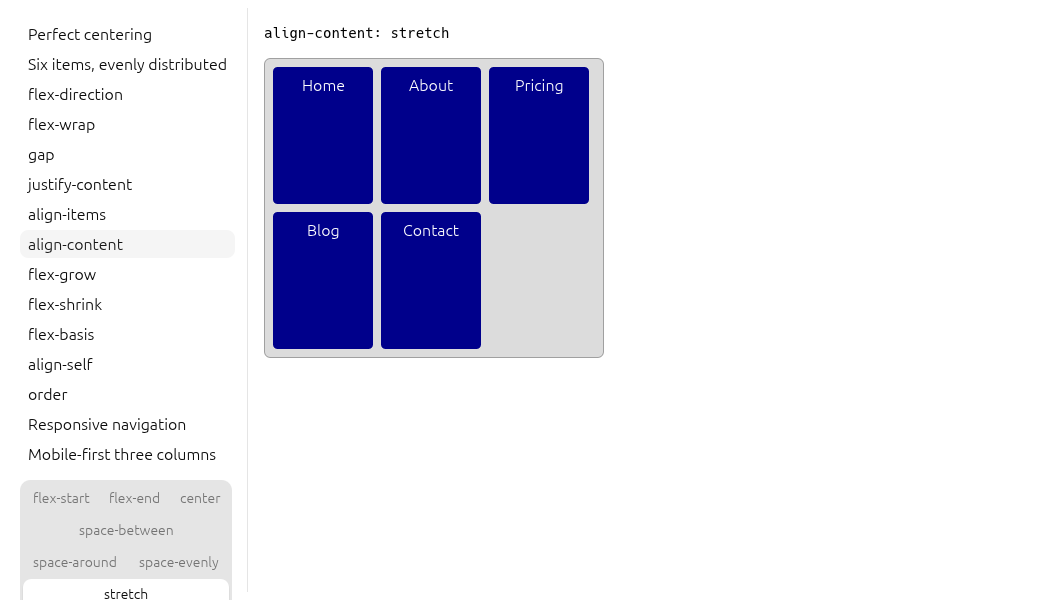 Perfect centering
Six items, evenly distributed
flex-direction
flex-wrap
gap
justify-content
align-items
align-content
flex-grow
flex-shrink
flex-basis
align-self
order
Responsive navigation
Mobile-first three columns
flex-start flex-end center
space-between
space-around space-evenly
stretch
align-content: stretch
Home About Pricing
Blog Contact